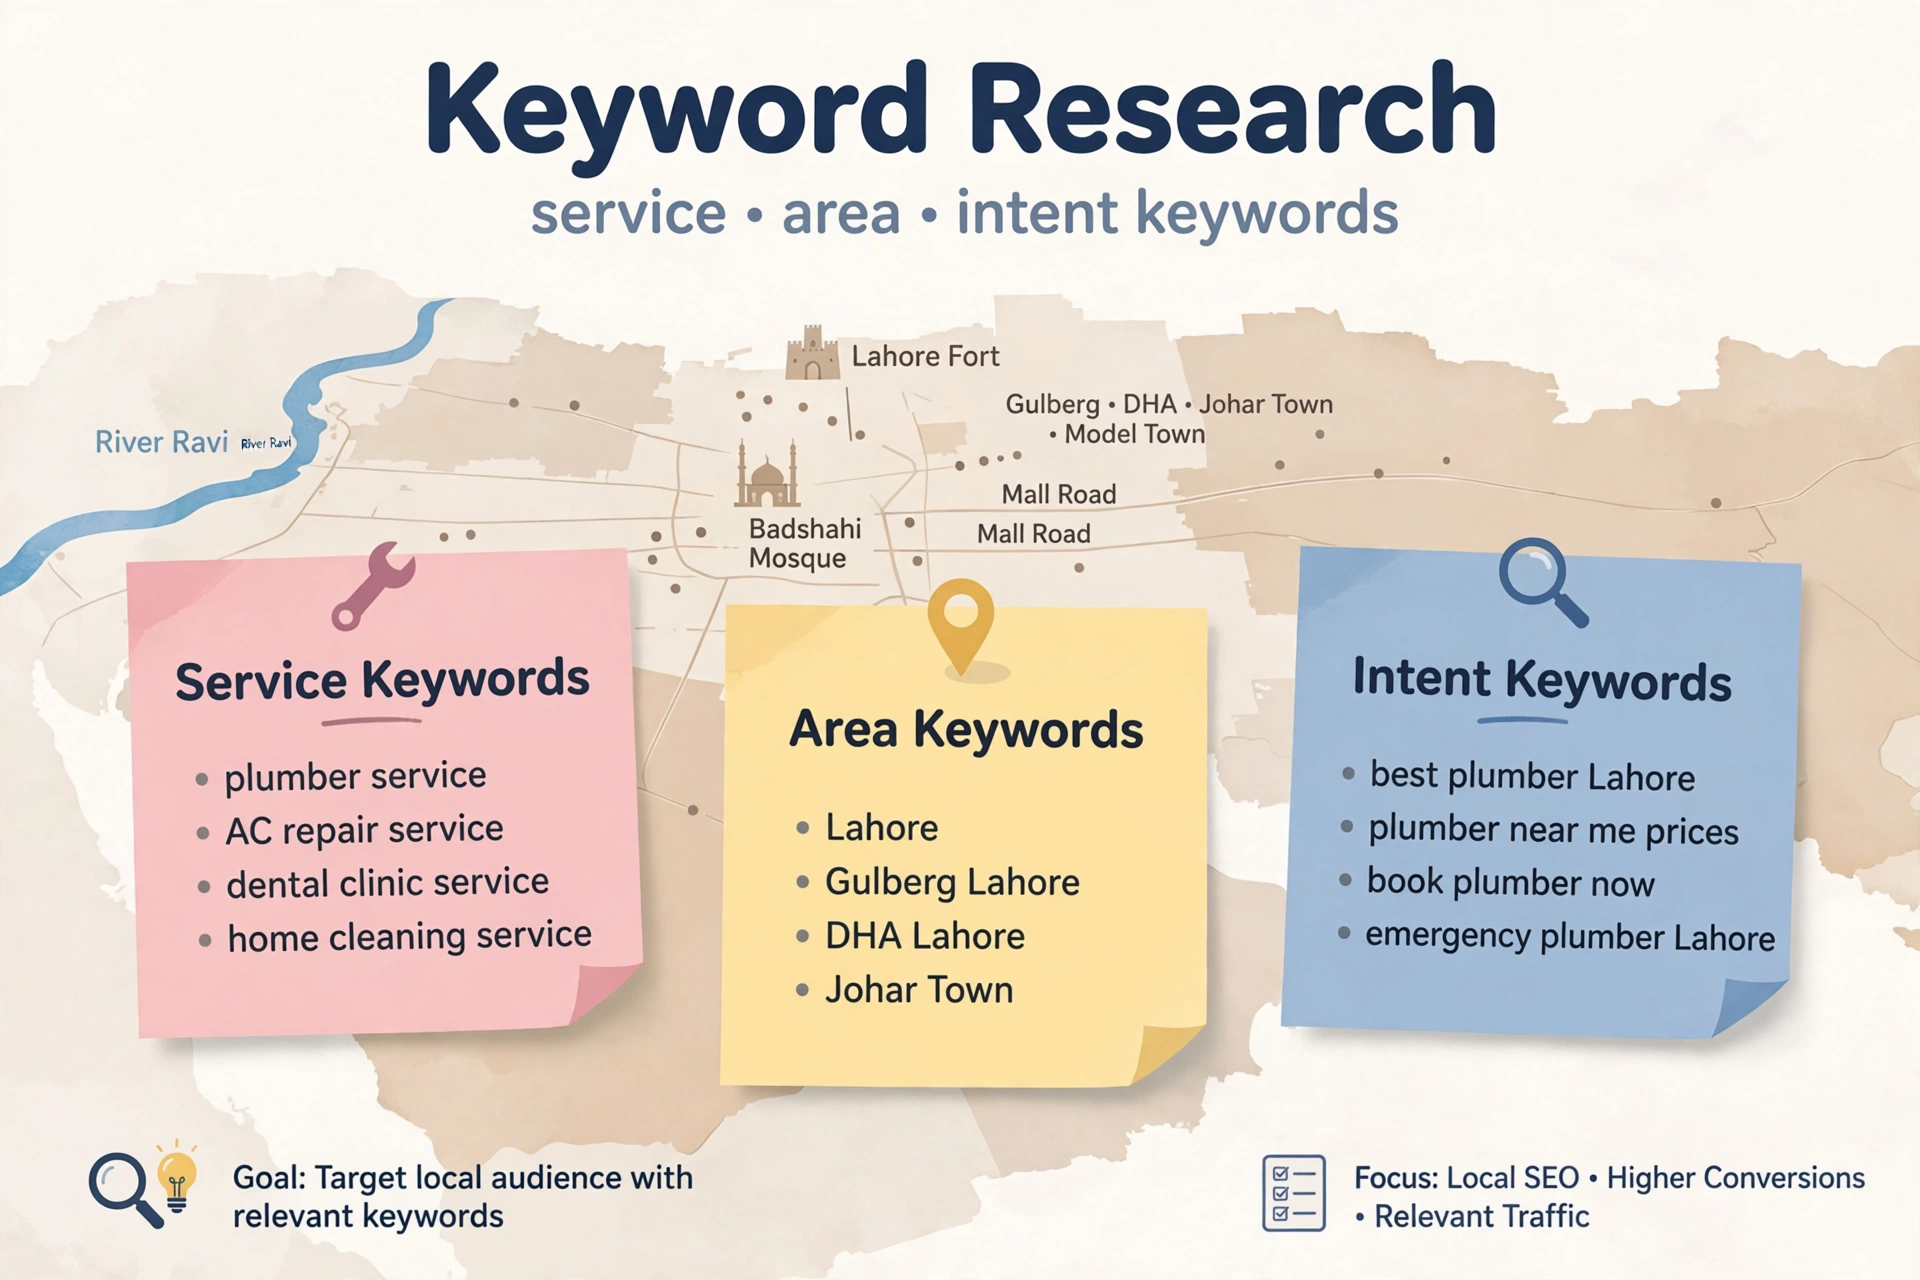 Keyword Research
service • area • intent keywords
Lahore Fort
Gulberg • DHA • Johar Town
• Model Town
River Ravi River Ravi
Mall Road
Mall Road
Badshahi
Mosque
Service Keywords
• plumber service
• AC repair service
• dental clinic service
• home cleaning service
Area Keywords
• Lahore
• Gulberg Lahore
• DHA Lahore
• Johar Town
Intent Keywords
• best plumber Lahore
• plumber near me prices
• book plumber now
• emergency plumber Lahore
Goal: Target local audience with
relevant keywords
Focus: Local SEO • Higher Conversions
• Relevant Traffic